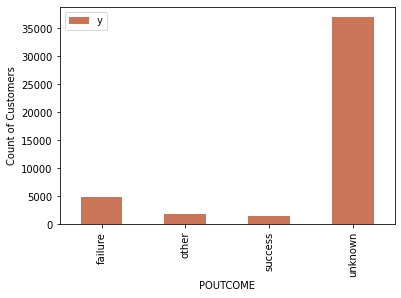 y
Count of Customers
35000
30000
25000
20000
15000
10000
5000
0
failure
other
success
unknown
POUTCOME